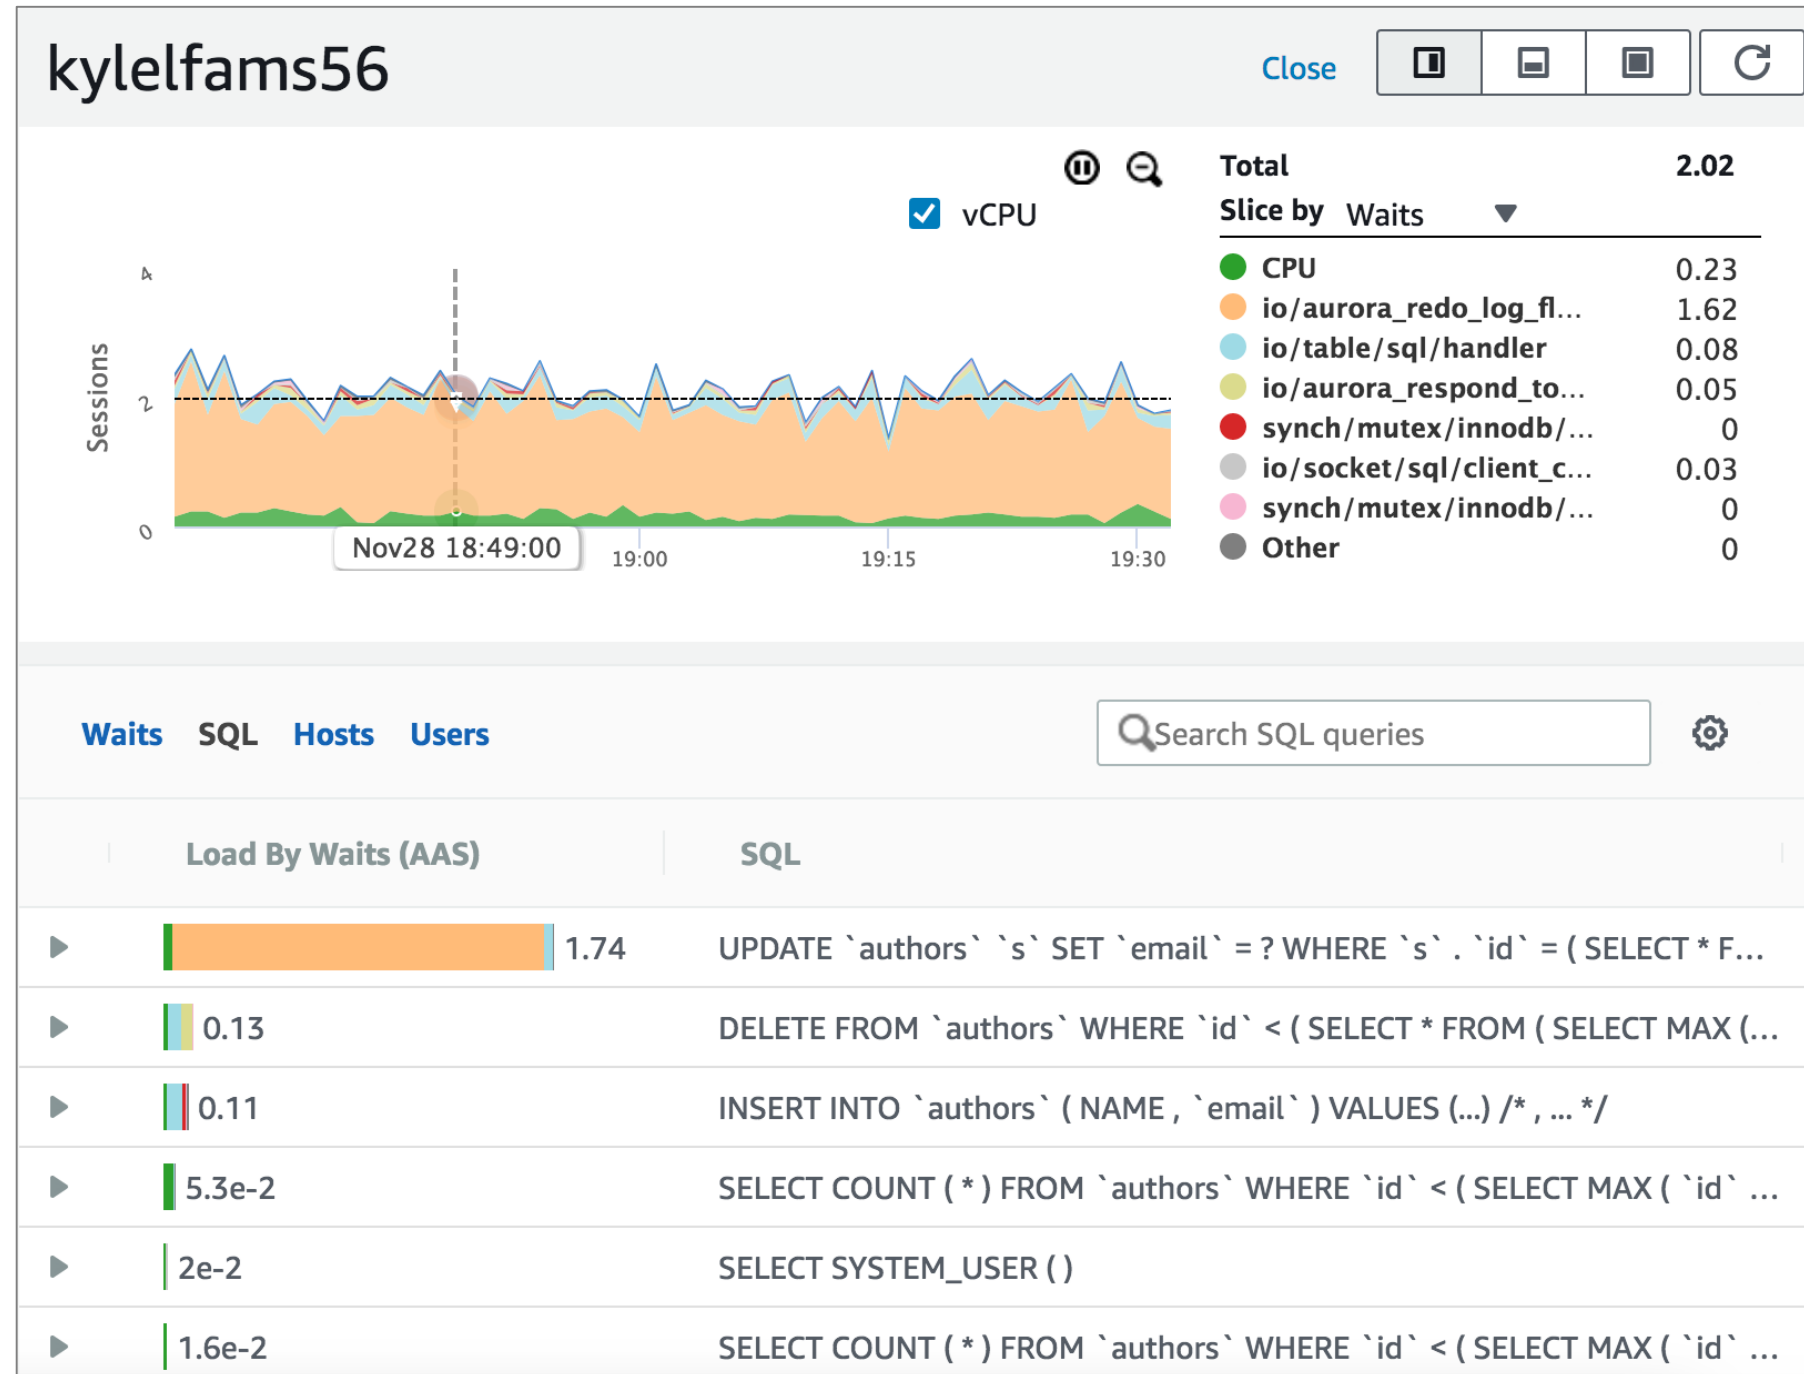 kylelfams56
Close
vCPU
Total 2.02
Slice by Waits
CPU 0.23
io/aurora_redo_log_fl... 1.62
io/table/sql/handler 0.08
io/aurora_respond_to... 0.05
synch/mutex/innodb/... 0
io/socket/sql/client_c... 0.03
synch/mutex/innodb/... 0
Other 0
Sessions
4
2
0
Nov28 18:49:00
19:00
19:15
19:30
Waits SQL Hosts Users
Search SQL queries
Load By Waits (AAS) SQL
1.74 UPDATE `authors` `s` SET `email` = ? WHERE `s` . `id` = ( SELECT * F...
0.13 DELETE FROM `authors` WHERE `id` < ( SELECT * FROM ( SELECT MAX (...
0.11 INSERT INTO `authors` ( NAME , `email` ) VALUES (...) /* , ... */
5.3e-2 SELECT COUNT ( * ) FROM `authors` WHERE `id` < ( SELECT MAX ( `id` ...
2e-2 SELECT SYSTEM_USER ( )
1.6e-2 SELECT COUNT ( * ) FROM `authors` WHERE `id` < ( SELECT MAX ( `id` ...